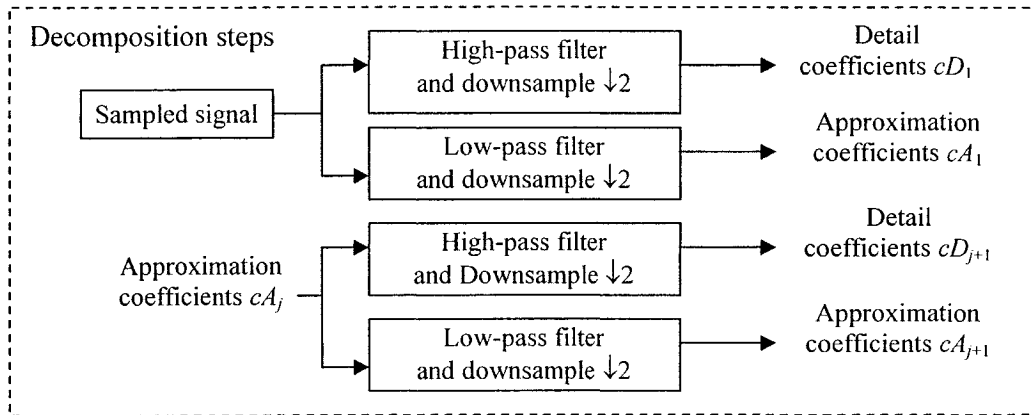 Decomposition steps
Sampled signal
High-pass filter
and downsample ↓2
Detail
coefficients cD₁
Low-pass filter
and downsample ↓2
Approximation
coefficients cA₁
Approximation
coefficients cAⱼ
High-pass filter
and Downsample ↓2
Detail
coefficients cDⱼ₊₁
Low-pass filter
and downsample ↓2
Approximation
coefficients cAⱼ₊₁